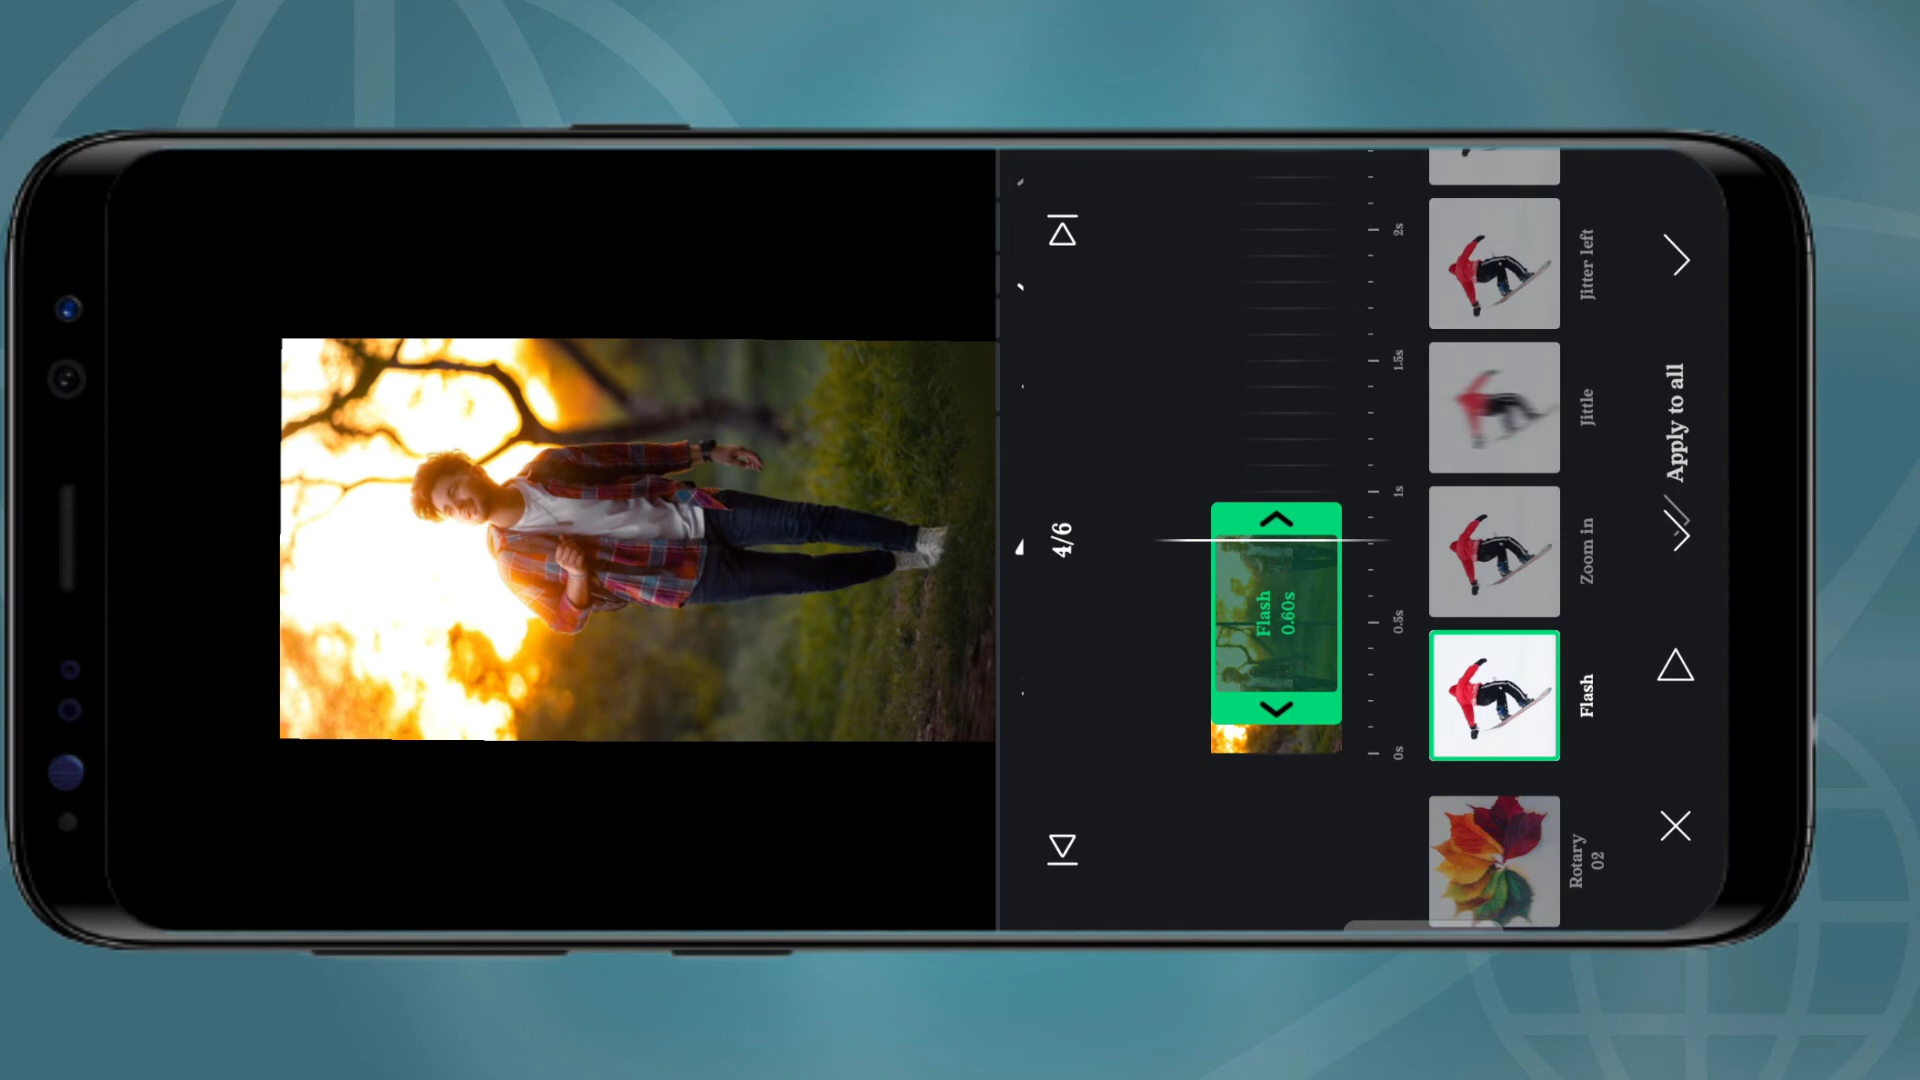 4/6
Flash
0.60s
0s
0.5s
1s
1.5s
2s
Rotary
02
Flash
Zoom in
Jittle
Jitter left
Apply to all